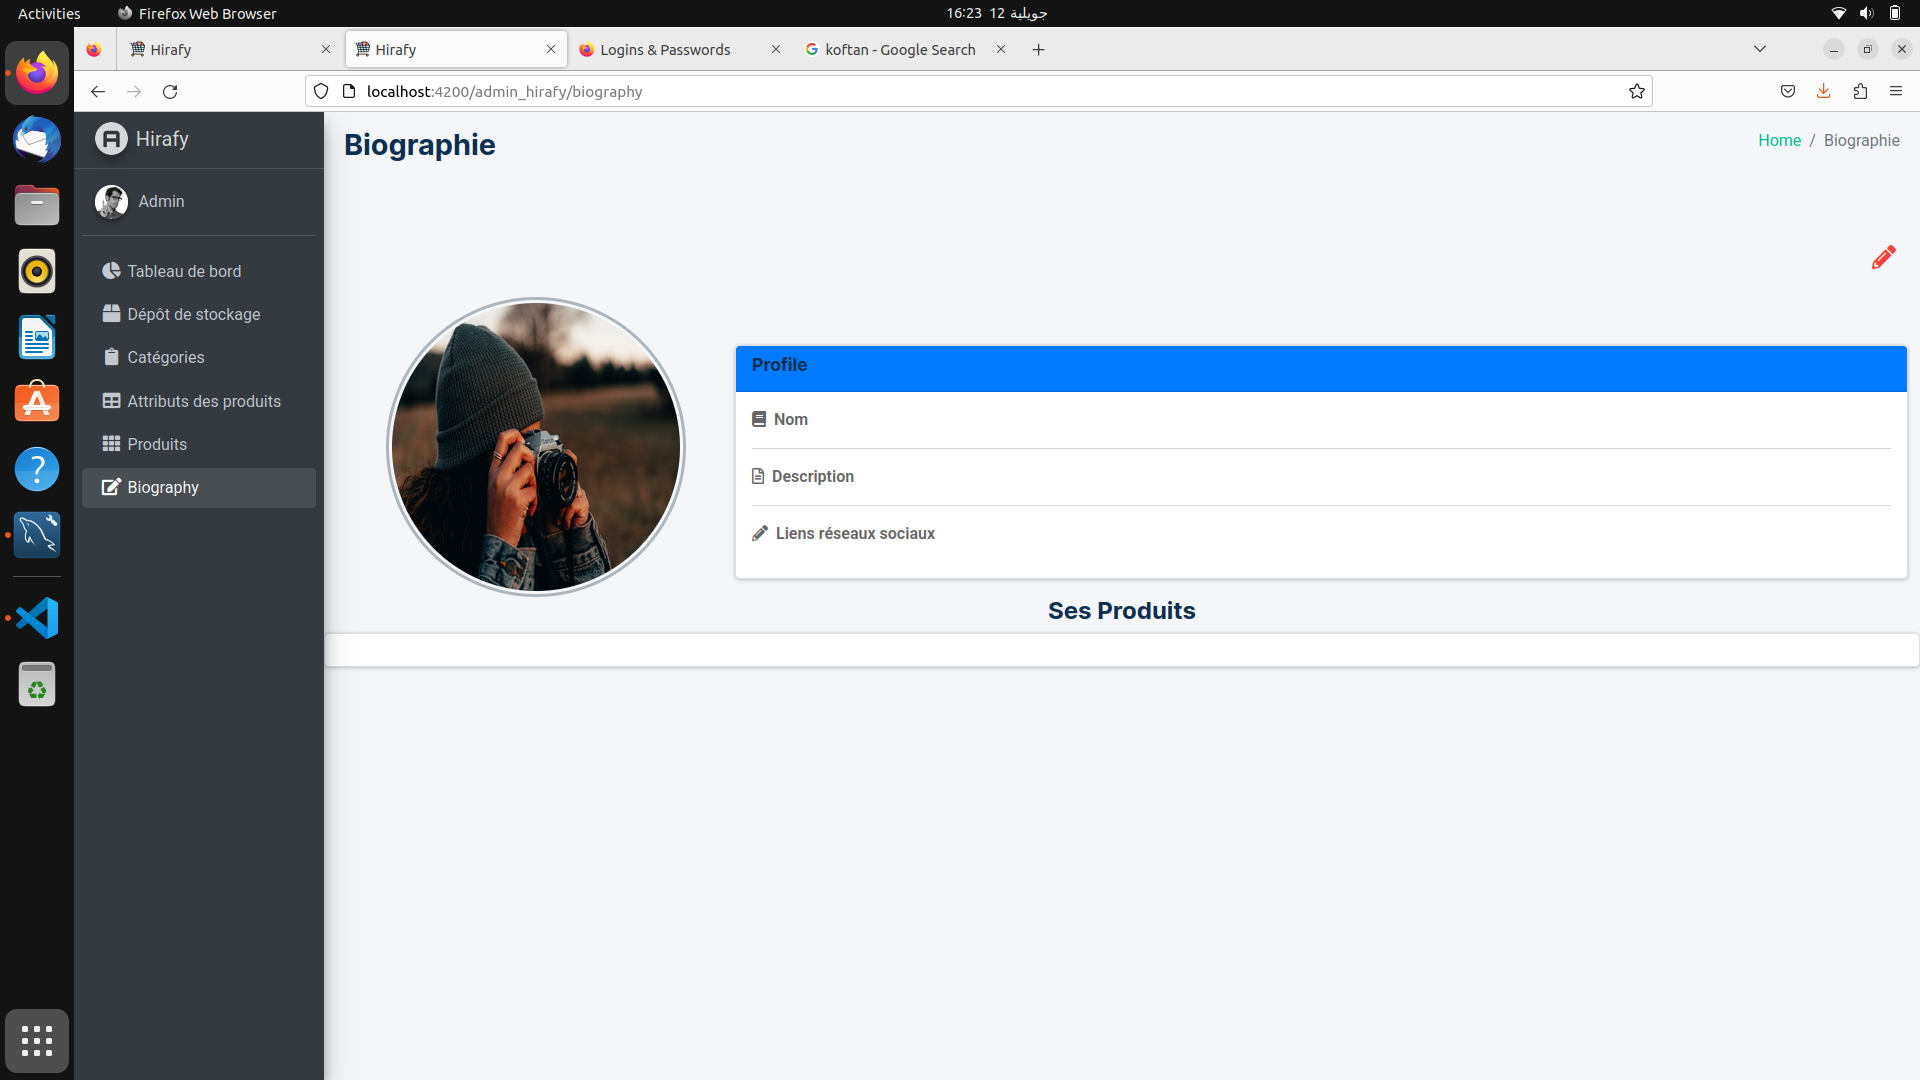 Activities
Firefox Web Browser
16:23 12 جويلية
Hirafy
Hirafy
Logins & Passwords
koftan - Google Search
localhost:4200/admin_hirafy/biography
Hirafy
Biographie
Home / Biographie
Admin
Tableau de bord
Dépôt de stockage
Catégories
Attributs des produits
Produits
Biography
Profile
Nom
Description
Liens réseaux sociaux
Ses Produits